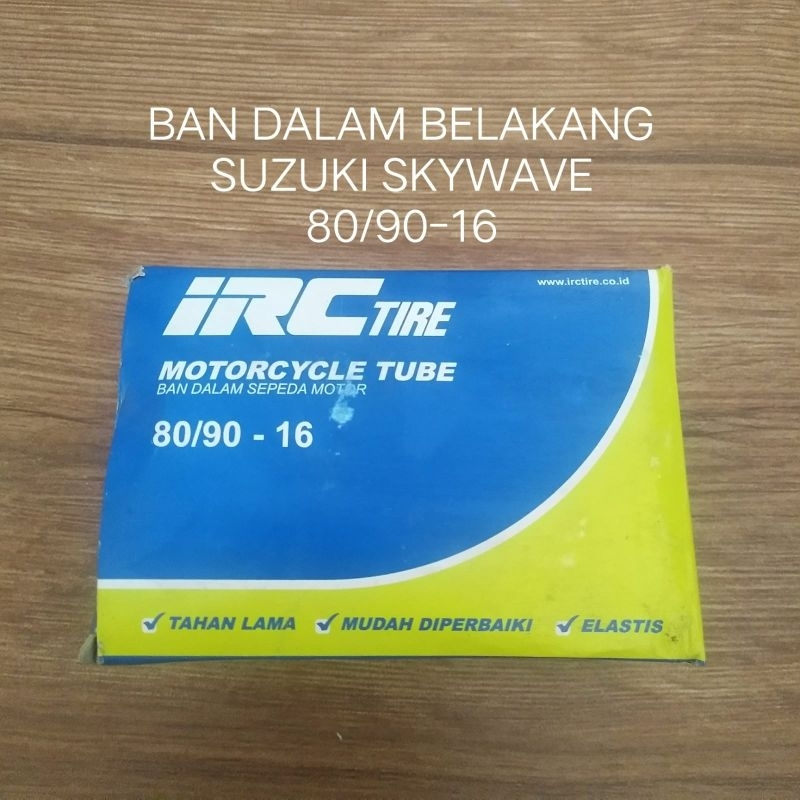 BAN DALAM BELAKANG
SUZUKI SKYWAVE
80/90-16
iRC TIRE
www.irctire.co.id
MOTORCYCLE TUBE
BAN DALAM SEPEDA MOTOR
80/90 - 16
TAHAN LAMA MUDAH DIPERBAIKI ELASTIS